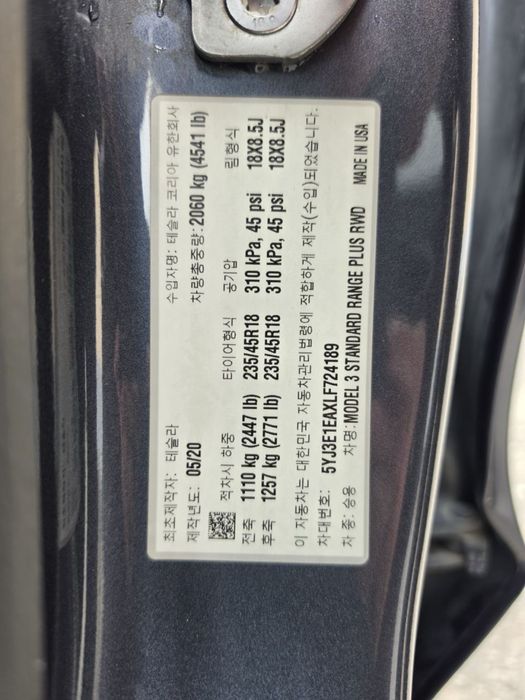 최초제작자: 테슬라 수입자명: 테슬라 코리아 유한회사
제작년도: 05/20 차량총중량: 2060 kg (4541 lb)
적차시 하중 타이어형식 공기압 림형식
전축 1110 kg (2447 lb) 235/45R18 310 kPa, 45 psi 18X8.5J
후축 1257 kg (2771 lb) 235/45R18 310 kPa, 45 psi 18X8.5J
이 자동차는 대한민국 자동차관리법령에 적합하게 제작(수입)되었습니다.
차대번호: 5YJ3E1EAXLF724189
차 종: 승용 차명: MODEL 3 STANDARD RANGE PLUS RWD MADE IN USA